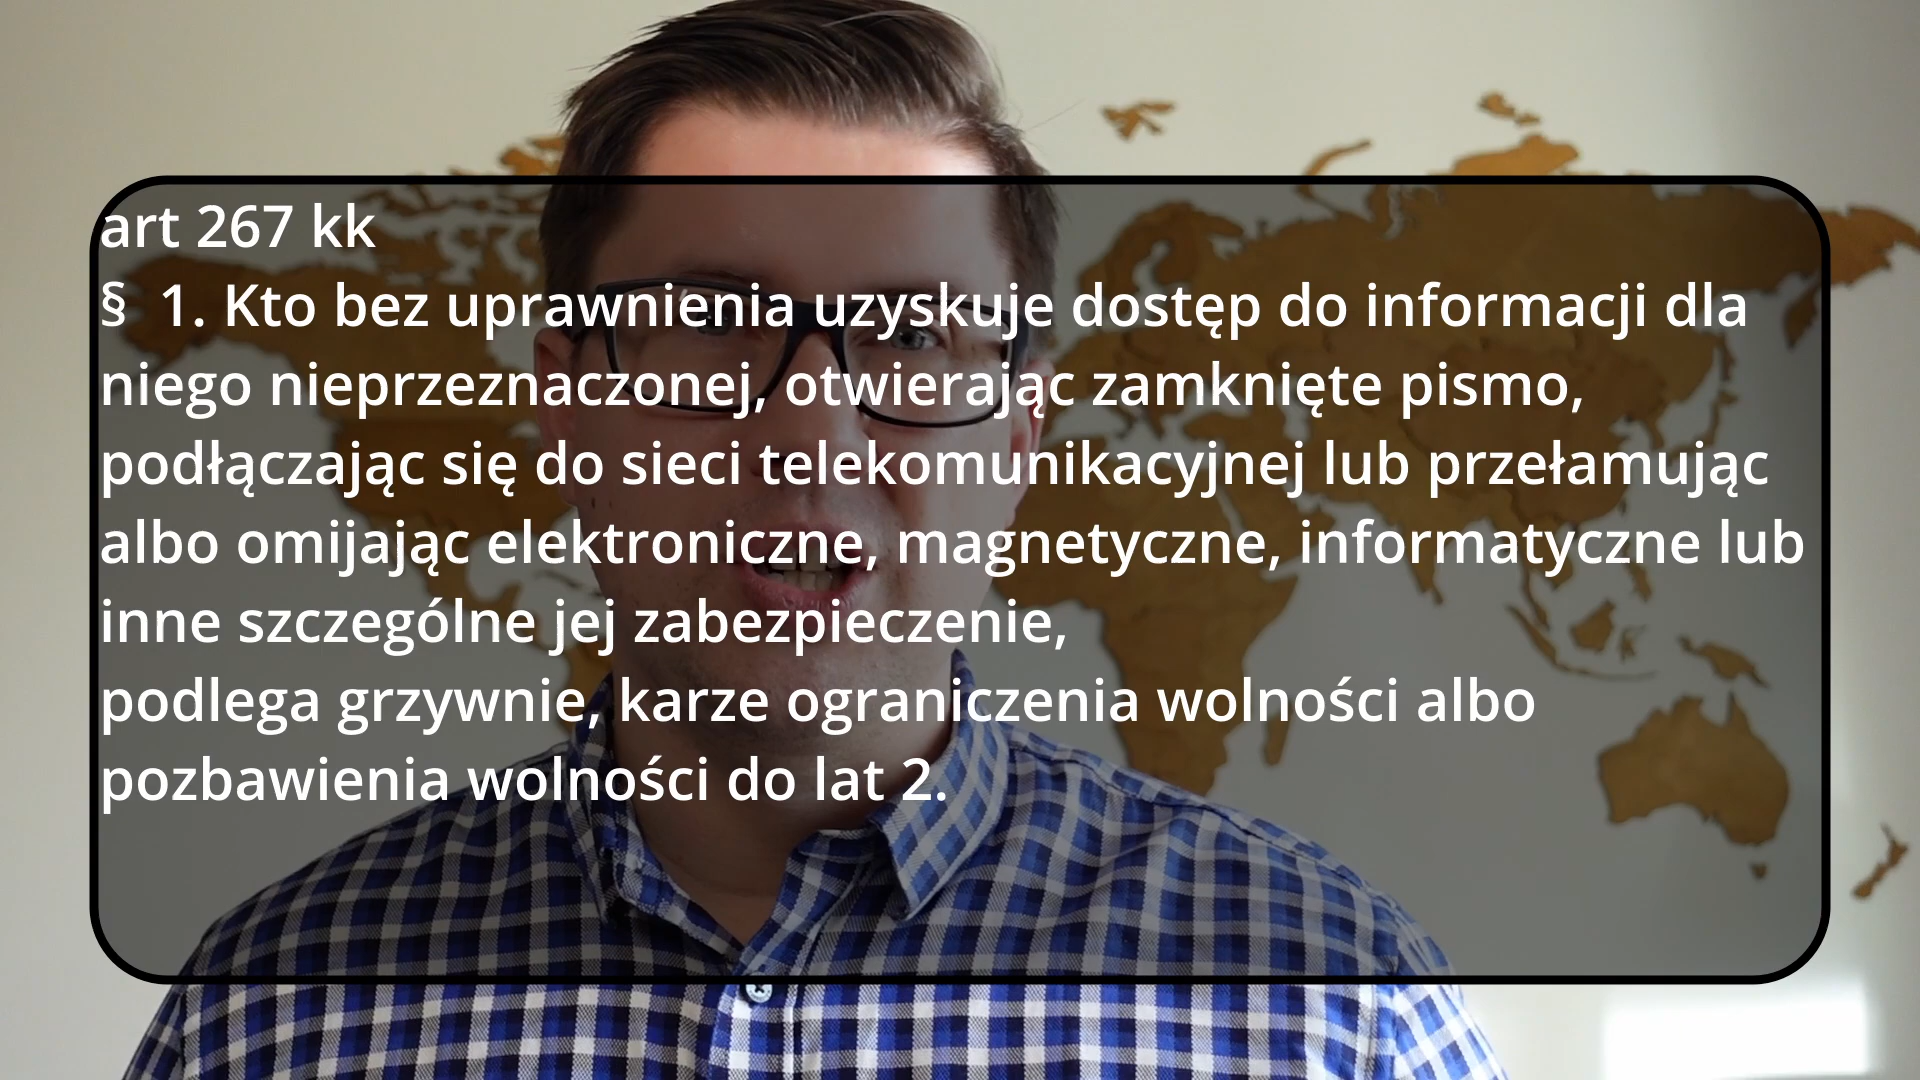 art 267 kk
§ 1. Kto bez uprawnienia uzyskuje dostęp do informacji dla
niego nieprzeznaczonej, otwierając zamknięte pismo,
podłączając się do sieci telekomunikacyjnej lub przełamując
albo omijając elektroniczne, magnetyczne, informatyczne lub
inne szczególne jej zabezpieczenie,
podlega grzywnie, karze ograniczenia wolności albo
pozbawienia wolności do lat 2.